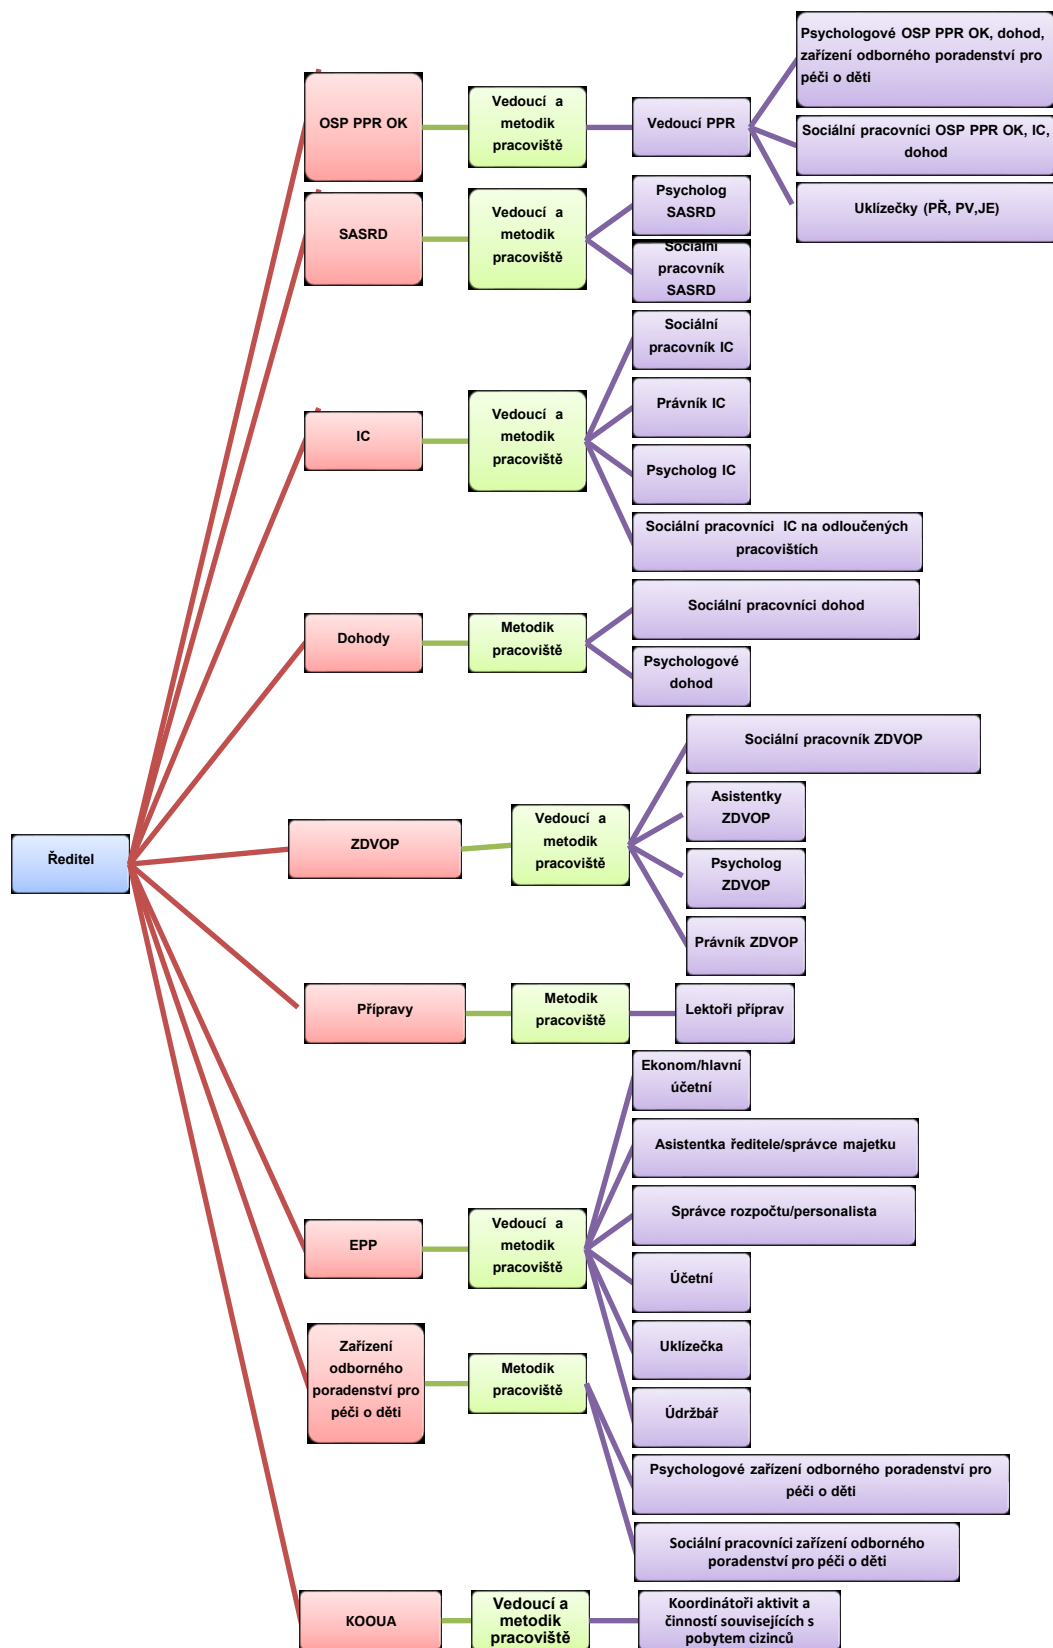 Ředitel
OSP PPR OK
Vedoucí a
metodik
pracoviště
Vedoucí PPR
Psychologové OSP PPR OK, dohod,
zařízení odborného poradenství pro
péči o děti
Sociální pracovníci OSP PPR OK, IC,
dohod
Uklízečky (PŘ, PV,JE)
SASRD
Vedoucí a
metodik
pracoviště
Psycholog
SASRD
Sociální
pracovník
SASRD
IC
Vedoucí a
metodik
pracoviště
Sociální
pracovník IC
Právník IC
Psycholog IC
Sociální pracovníci IC na odloučených
pracovištích
Dohody
Metodik
pracoviště
Sociální pracovníci dohod
Psychologové
dohod
ZDVOP
Vedoucí a
metodik
pracoviště
Sociální pracovník ZDVOP
Asistentky
ZDVOP
Psycholog
ZDVOP
Právník ZDVOP
Přípravy
Metodik
pracoviště
Lektoři příprav
EPP
Vedoucí a
metodik
pracoviště
Ekonom/hlavní
účetní
Asistentka ředitele/správce majetku
Správce rozpočtu/personalista
Účetní
Uklízečka
Údržbář
Zařízení
odborného
poradenství pro
péči o děti
Metodik
pracoviště
Psychologové zařízení odborného poradenství pro
péči o děti
Sociální pracovníci zařízení odborného
poradenství pro péči o děti
KOOUA
Vedoucí a
metodik
pracoviště
Koordinátoři aktivit a
činností souvisejících s
pobytem cizinců